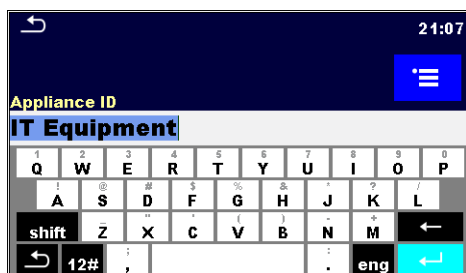 21:07
Appliance ID
IT Equipment
1 2 3 4 5 6 7 8 9 0
Q W E R T Y U I O P
! @ # $ % & * ? /
A S D F G H J K L
" ' ( ) - +
shift Z X C V B N M
; :
12# , . eng